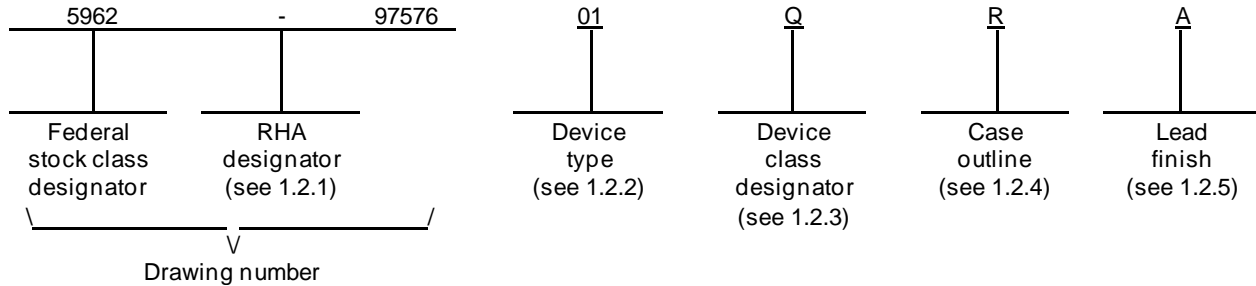 5962 - 97576 01 Q R A
Federal stock class designator
RHA designator (see 1.2.1)
Device type (see 1.2.2)
Device class designator (see 1.2.3)
Case outline (see 1.2.4)
Lead finish (see 1.2.5)
\ / \/
Drawing number